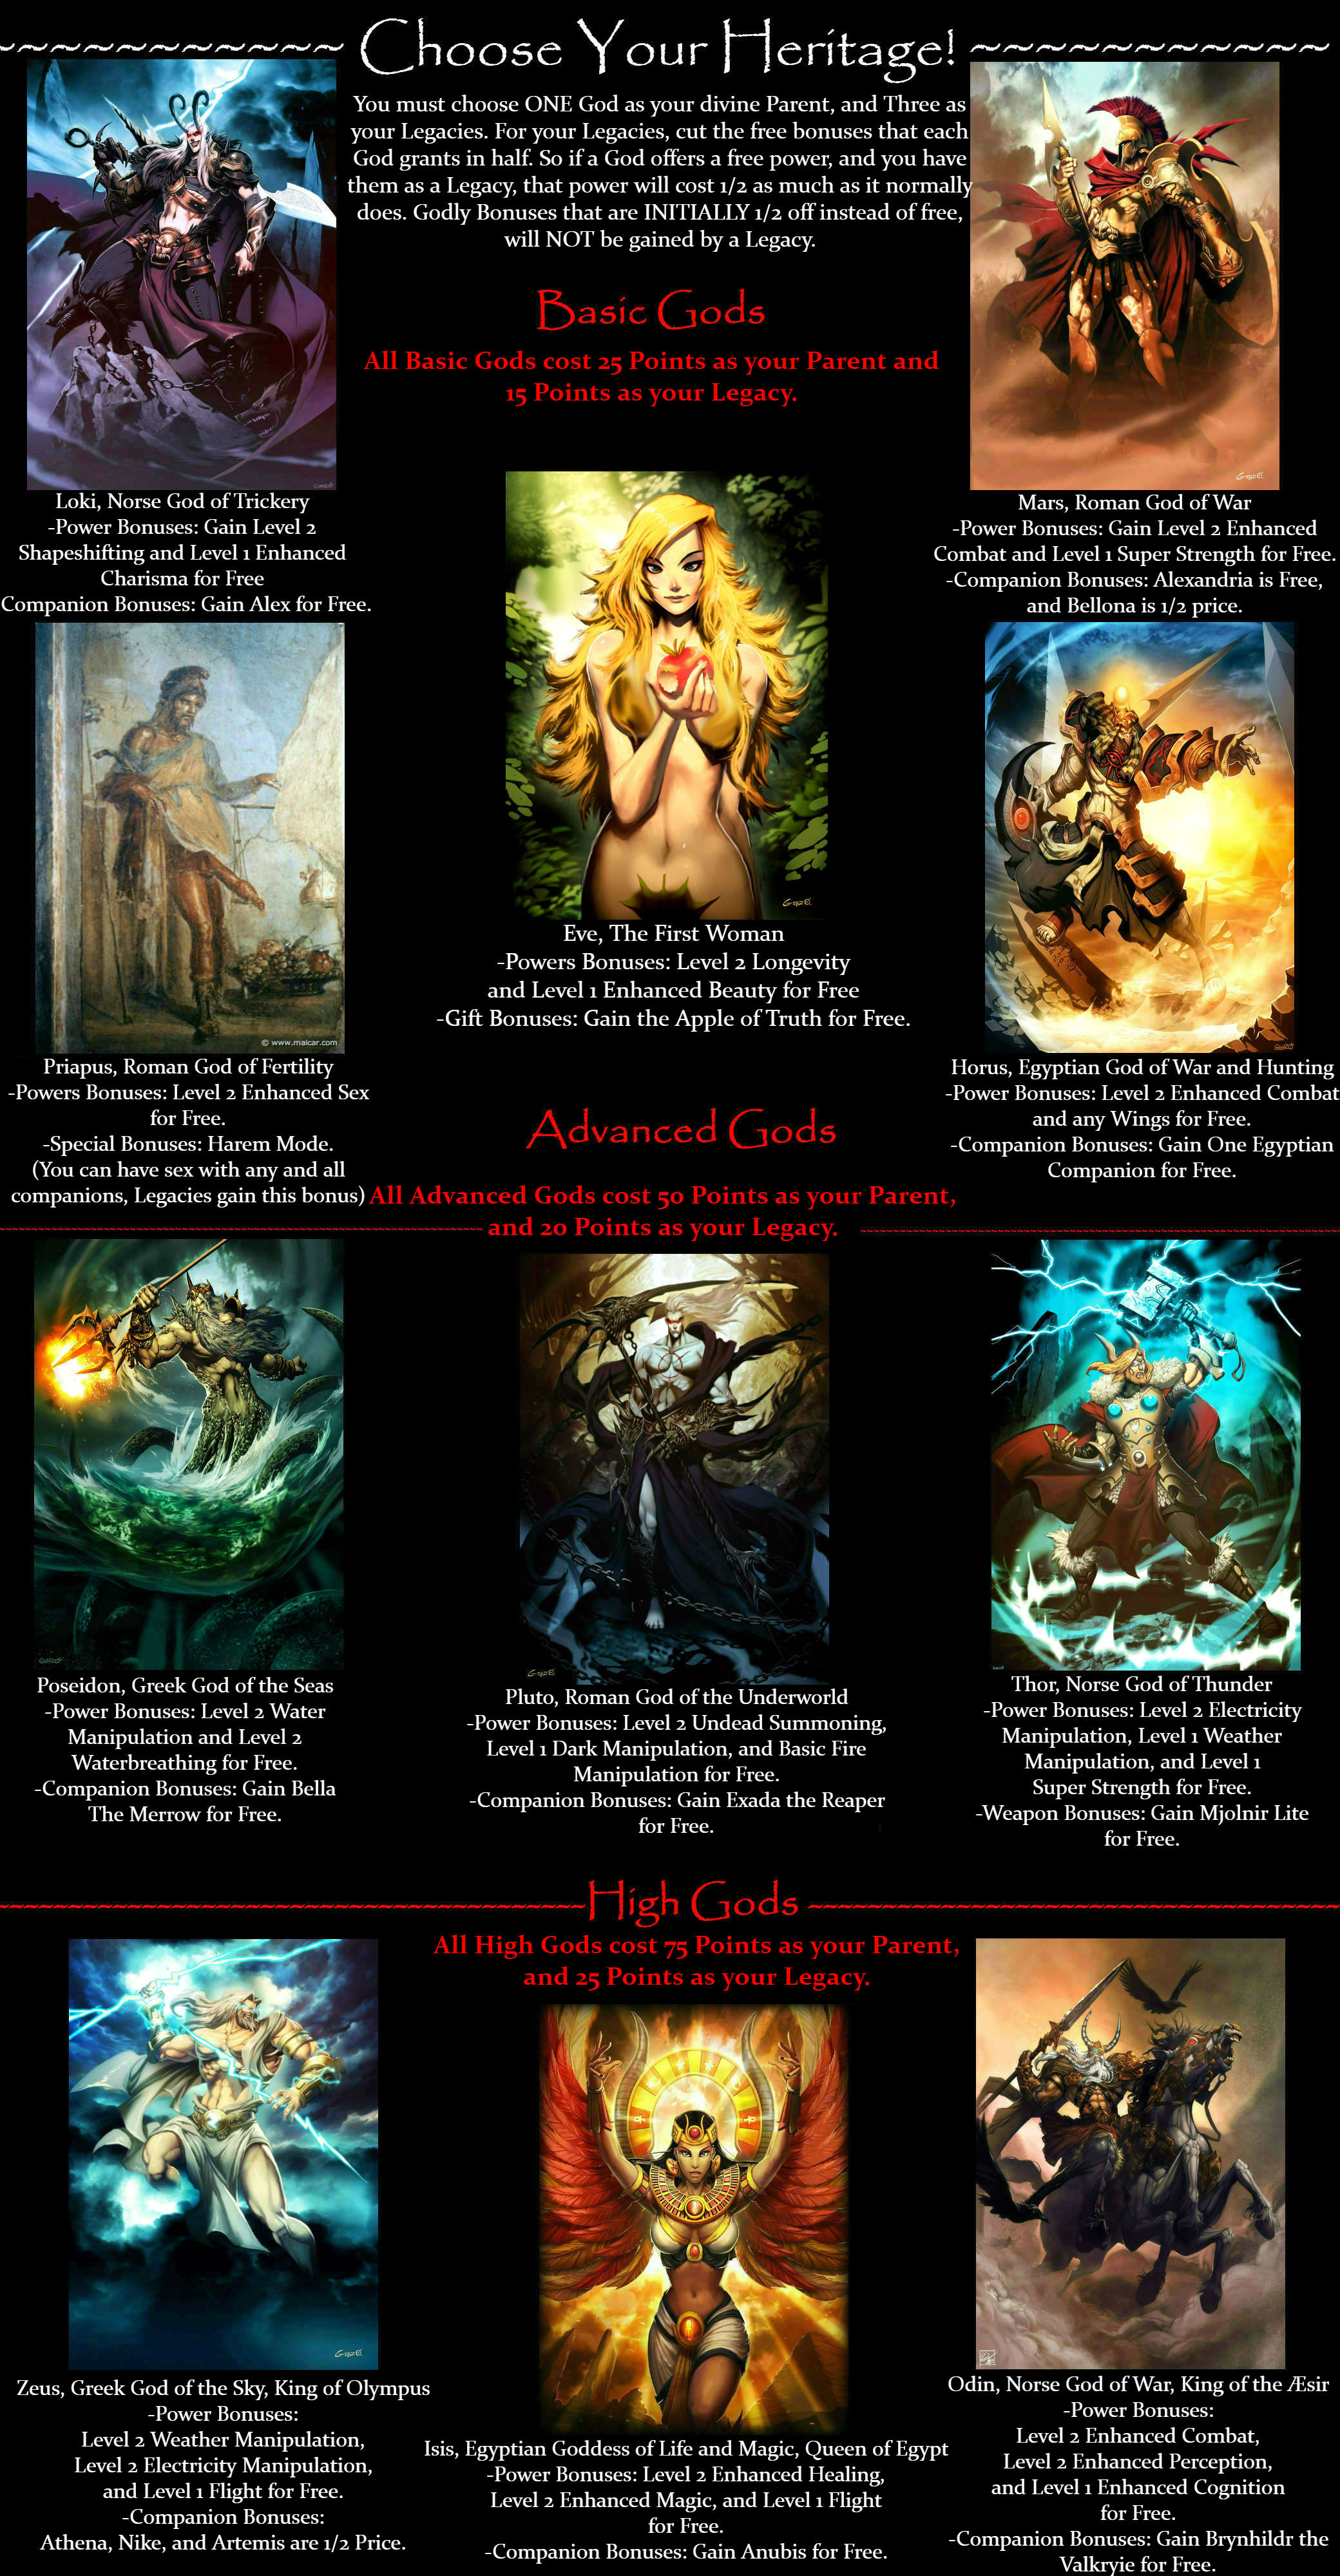 Choose Your Heritage!
You must choose ONE God as your divine Parent, and Three as
your Legacies. For your Legacies, cut the free bonuses that each
God grants in half. So if a God offers a free power, and you have
them as a Legacy, that power will cost 1/2 as much as it normally
does. Godly Bonuses that are INITIALLY 1/2 off instead of free,
will NOT be gained by a Legacy.
Basic Gods
All Basic Gods cost 25 Points as your Parent and
15 Points as your Legacy.
Loki, Norse God of Trickery
-Power Bonuses: Gain Level 2
Shapeshifting and Level 1 Enhanced
Charisma for Free
Companion Bonuses: Gain Alex for Free.
Mars, Roman God of War
-Power Bonuses: Gain Level 2 Enhanced
Combat and Level 1 Super Strength for Free.
-Companion Bonuses: Alexandria is Free,
and Bellona is 1/2 price.
Eve, The First Woman
-Powers Bonuses: Level 2 Longevity
and Level 1 Enhanced Beauty for Free
-Gift Bonuses: Gain the Apple of Truth for Free.
© www.maicar.com
Priapus, Roman God of Fertility
-Powers Bonuses: Level 2 Enhanced Sex
for Free.
-Special Bonuses: Harem Mode.
(You can have sex with any and all
companions, Legacies gain this bonus)
Horus, Egyptian God of War and Hunting
-Power Bonuses: Level 2 Enhanced Combat
and any Wings for Free.
-Companion Bonuses: Gain One Egyptian
Companion for Free.
Advanced Gods
All Advanced Gods cost 50 Points as your Parent,
and 20 Points as your Legacy.
Poseidon, Greek God of the Seas
-Power Bonuses: Level 2 Water
Manipulation and Level 2
Waterbreathing for Free.
-Companion Bonuses: Gain Bella
The Merrow for Free.
Pluto, Roman God of the Underworld
-Power Bonuses: Level 2 Undead Summoning,
Level 1 Dark Manipulation, and Basic Fire
Manipulation for Free.
-Companion Bonuses: Gain Exada the Reaper
for Free.
Thor, Norse God of Thunder
-Power Bonuses: Level 2 Electricity
Manipulation, Level 1 Weather
Manipulation, and Level 1
Super Strength for Free.
-Weapon Bonuses: Gain Mjolnir Lite
for Free.
High Gods
All High Gods cost 75 Points as your Parent,
and 25 Points as your Legacy.
Zeus, Greek God of the Sky, King of Olympus
-Power Bonuses:
Level 2 Weather Manipulation,
Level 2 Electricity Manipulation,
and Level 1 Flight for Free.
-Companion Bonuses:
Athena, Nike, and Artemis are 1/2 Price.
Isis, Egyptian Goddess of Life and Magic, Queen of Egypt
-Power Bonuses: Level 2 Enhanced Healing,
Level 2 Enhanced Magic, and Level 1 Flight
for Free.
-Companion Bonuses: Gain Anubis for Free.
Odin, Norse God of War, King of the Æsir
-Power Bonuses:
Level 2 Enhanced Combat,
Level 2 Enhanced Perception,
and Level 1 Enhanced Cognition
for Free.
-Companion Bonuses: Gain Brynhildr the
Valkryie for Free.